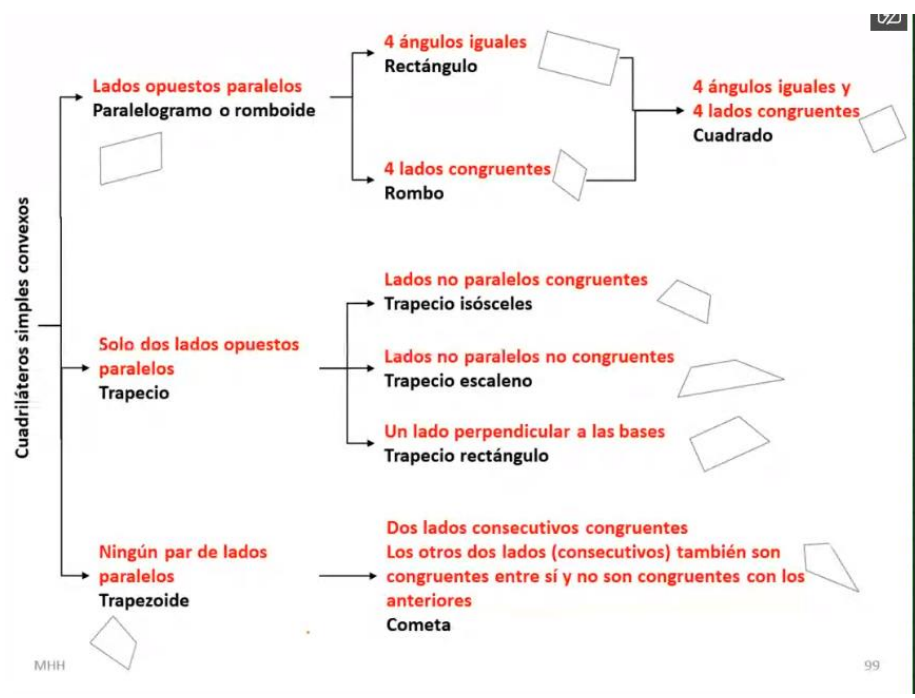 Cuadriláteros simples convexos
Lados opuestos paralelos
Paralelogramo o romboide
4 ángulos iguales
Rectángulo
4 lados congruentes
Rombo
4 ángulos iguales y
4 lados congruentes
Cuadrado
Solo dos lados opuestos
paralelos
Trapecio
Lados no paralelos congruentes
Trapecio isósceles
Lados no paralelos no congruentes
Trapecio escaleno
Un lado perpendicular a las bases
Trapecio rectángulo
Ningún par de lados
paralelos
Trapezoide
Dos lados consecutivos congruentes
Los otros dos lados (consecutivos) también son
congruentes entre sí y no son congruentes con los
anteriores
Cometa
MHH
99